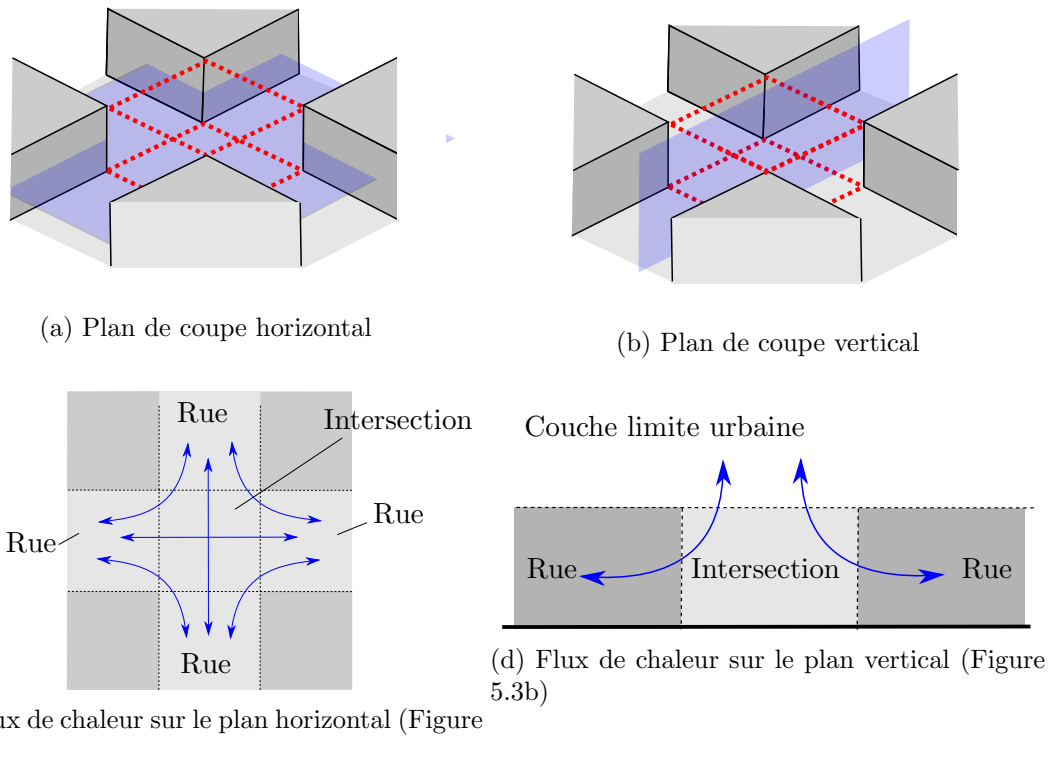 (a) Plan de coupe horizontal
(b) Plan de coupe vertical
Rue
Intersection
Rue
Rue
Rue
de chaleur sur le plan horizontal (Figure
Couche limite urbaine
Rue
Intersection
Rue
(d) Flux de chaleur sur le plan vertical (Figure
5.3b)